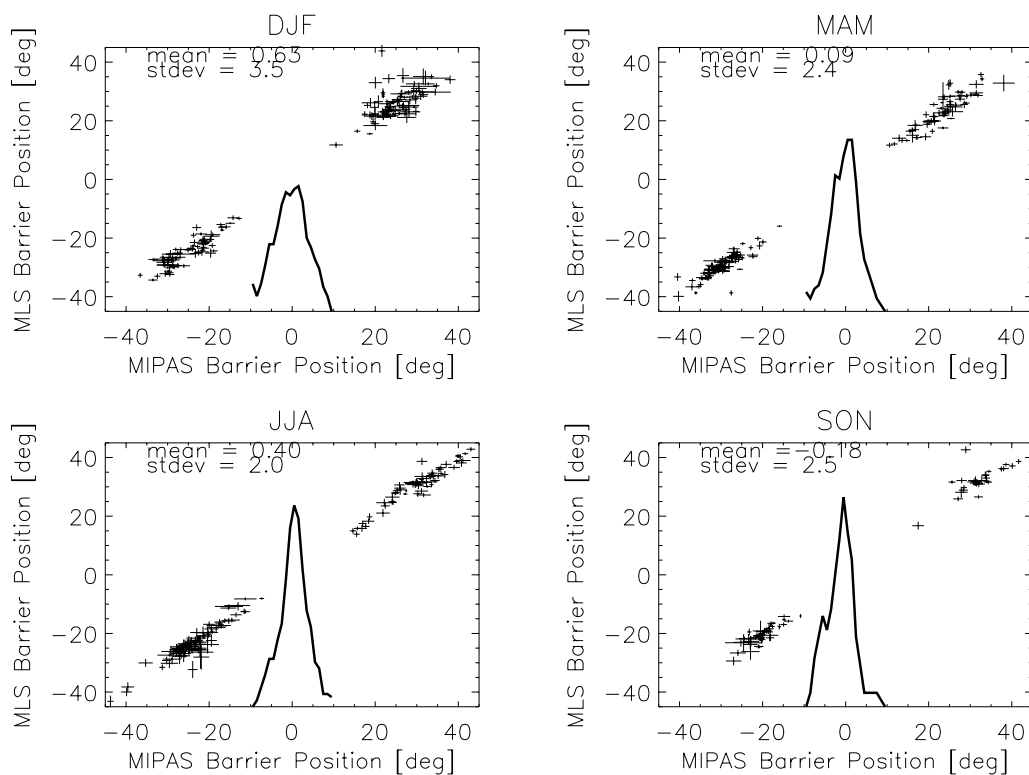 DJF
mean = 0.63
stdev = 3.5
MLS Barrier Position [deg]
40
20
0
−20
−40
−40 −20 0 20 40
MIPAS Barrier Position [deg]
MAM
mean = 0.09
stdev = 2.4
MLS Barrier Position [deg]
40
20
0
−20
−40
−40 −20 0 20 40
MIPAS Barrier Position [deg]
JJA
mean = 0.40
stdev = 2.0
MLS Barrier Position [deg]
40
20
0
−20
−40
−40 −20 0 20 40
MIPAS Barrier Position [deg]
SON
mean =−0.18
stdev = 2.5
MLS Barrier Position [deg]
40
20
0
−20
−40
−40 −20 0 20 40
MIPAS Barrier Position [deg]